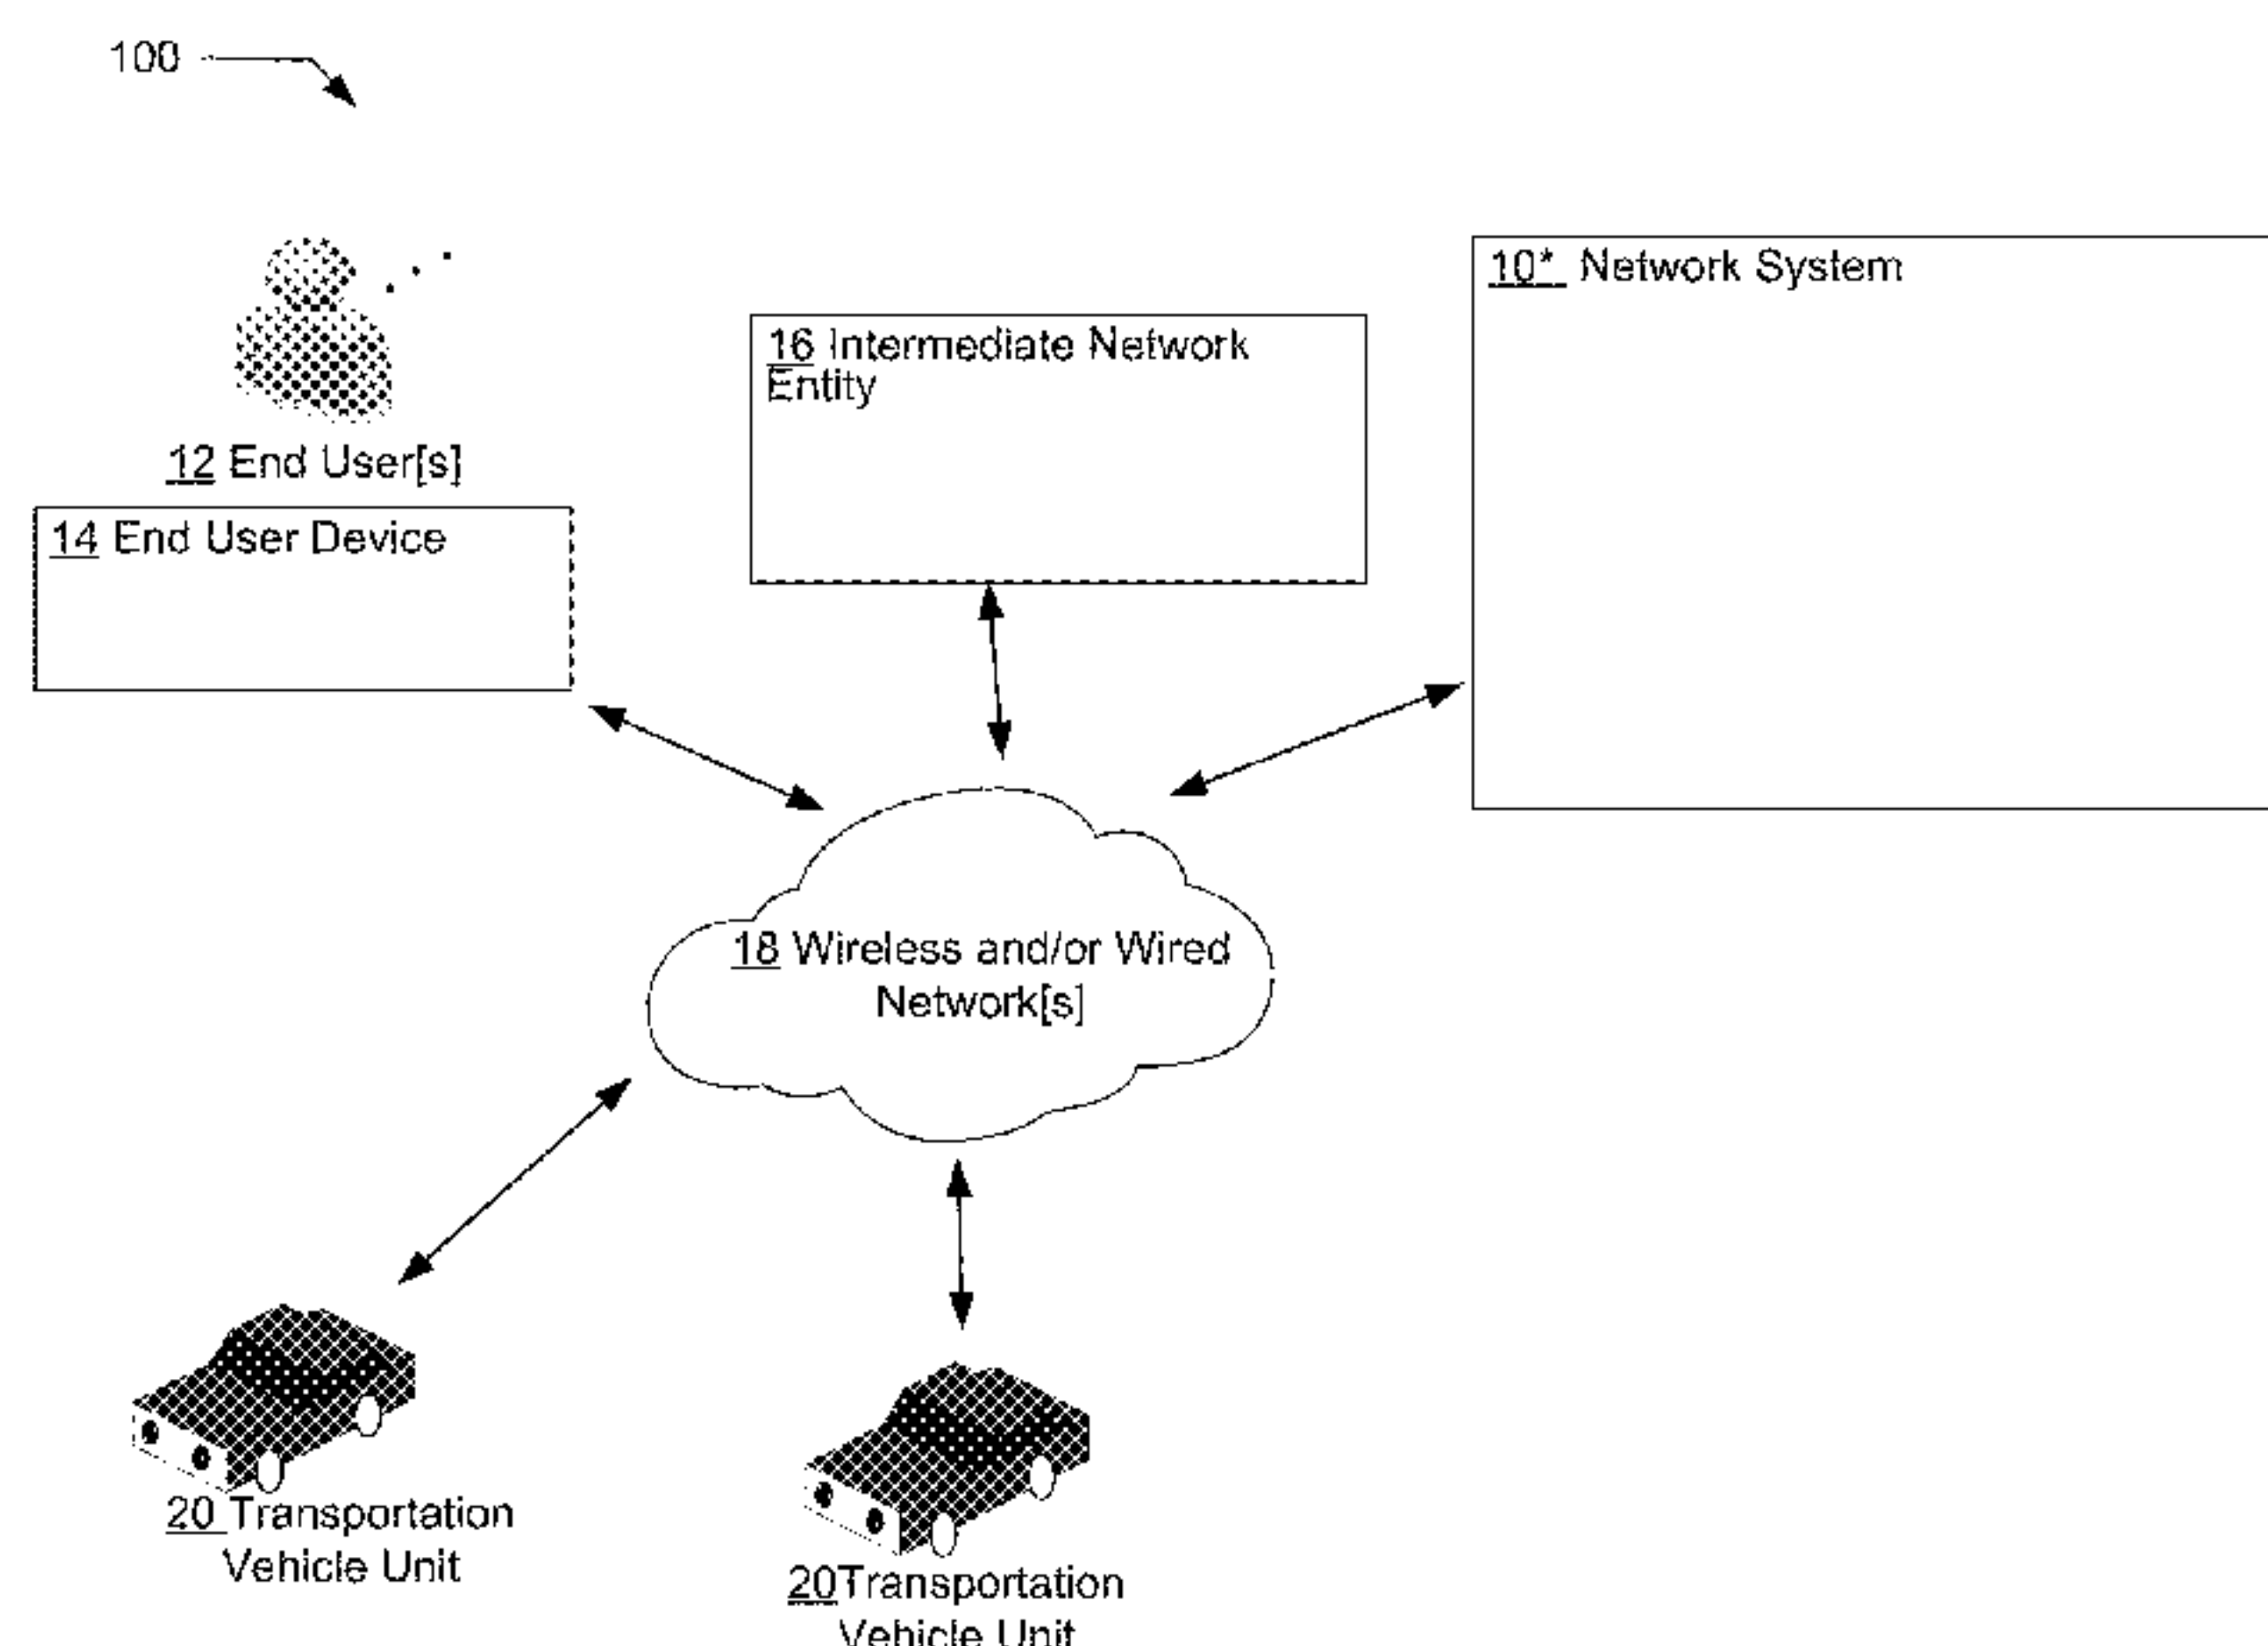 100
10* Network System
16 Intermediate Network
Entity
12 End User[s]
14 End User Device
18 Wireless and/or Wired
Network[s]
20 Transportation
Vehicle Unit
20Transportation
Vehicle Unit